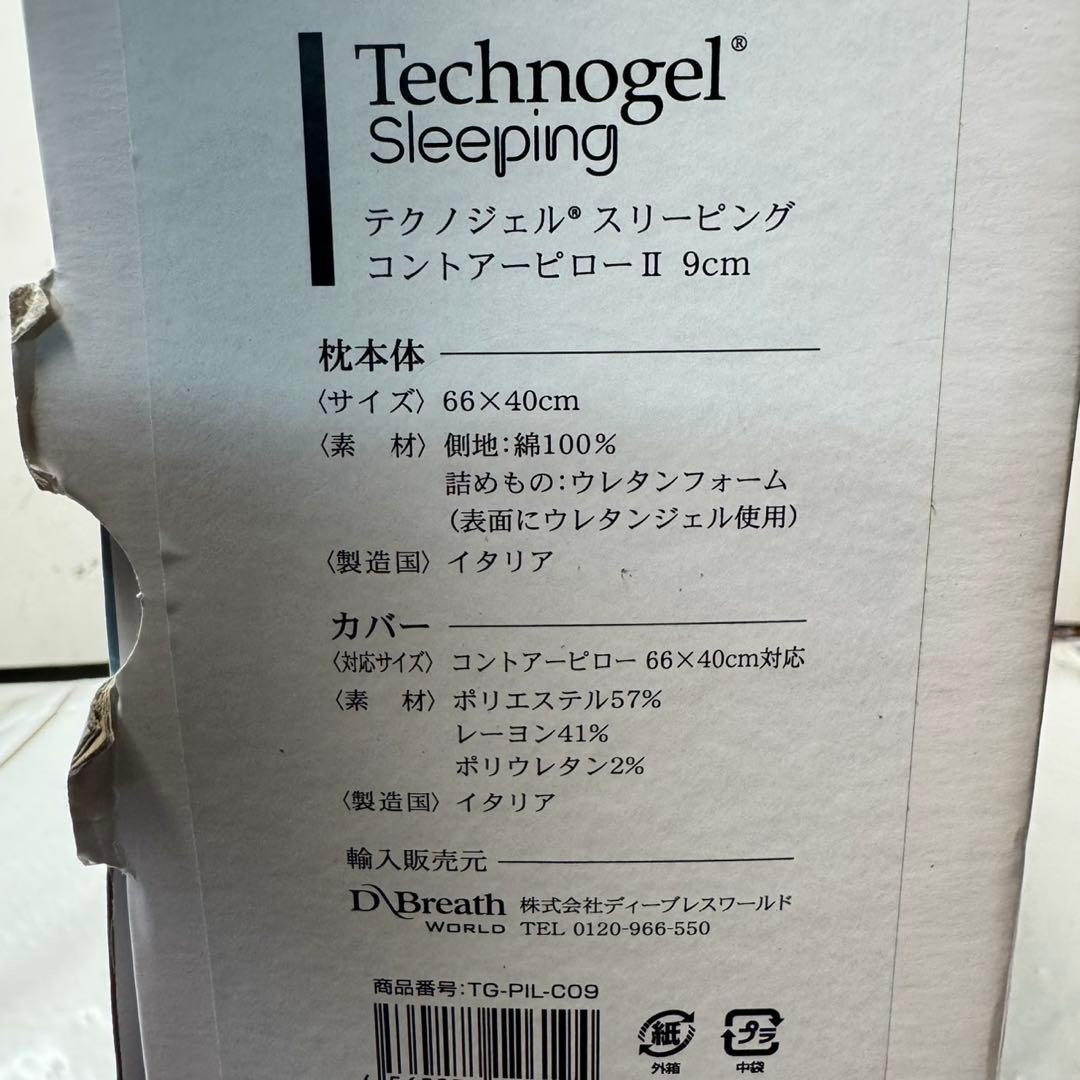 Technogel®
Sleeping
テクノジェル® スリーピング
コントアーピローⅡ 9cm
枕本体
〈サイズ〉 66×40cm
〈素 材〉 側地:綿100%
詰めもの:ウレタンフォーム
(表面にウレタンジェル使用)
〈製造国〉 イタリア
カバー
〈対応サイズ〉 コントアーピロー 66×40cm対応
〈素 材〉 ポリエステル57%
レーヨン41%
ポリウレタン2%
〈製造国〉 イタリア
輸入販売元
D\Breath 株式会社ディーブレスワールド
WORLD TEL 0120-966-550
商品番号:TG-PIL-C09
紙 プラ
外箱 中袋